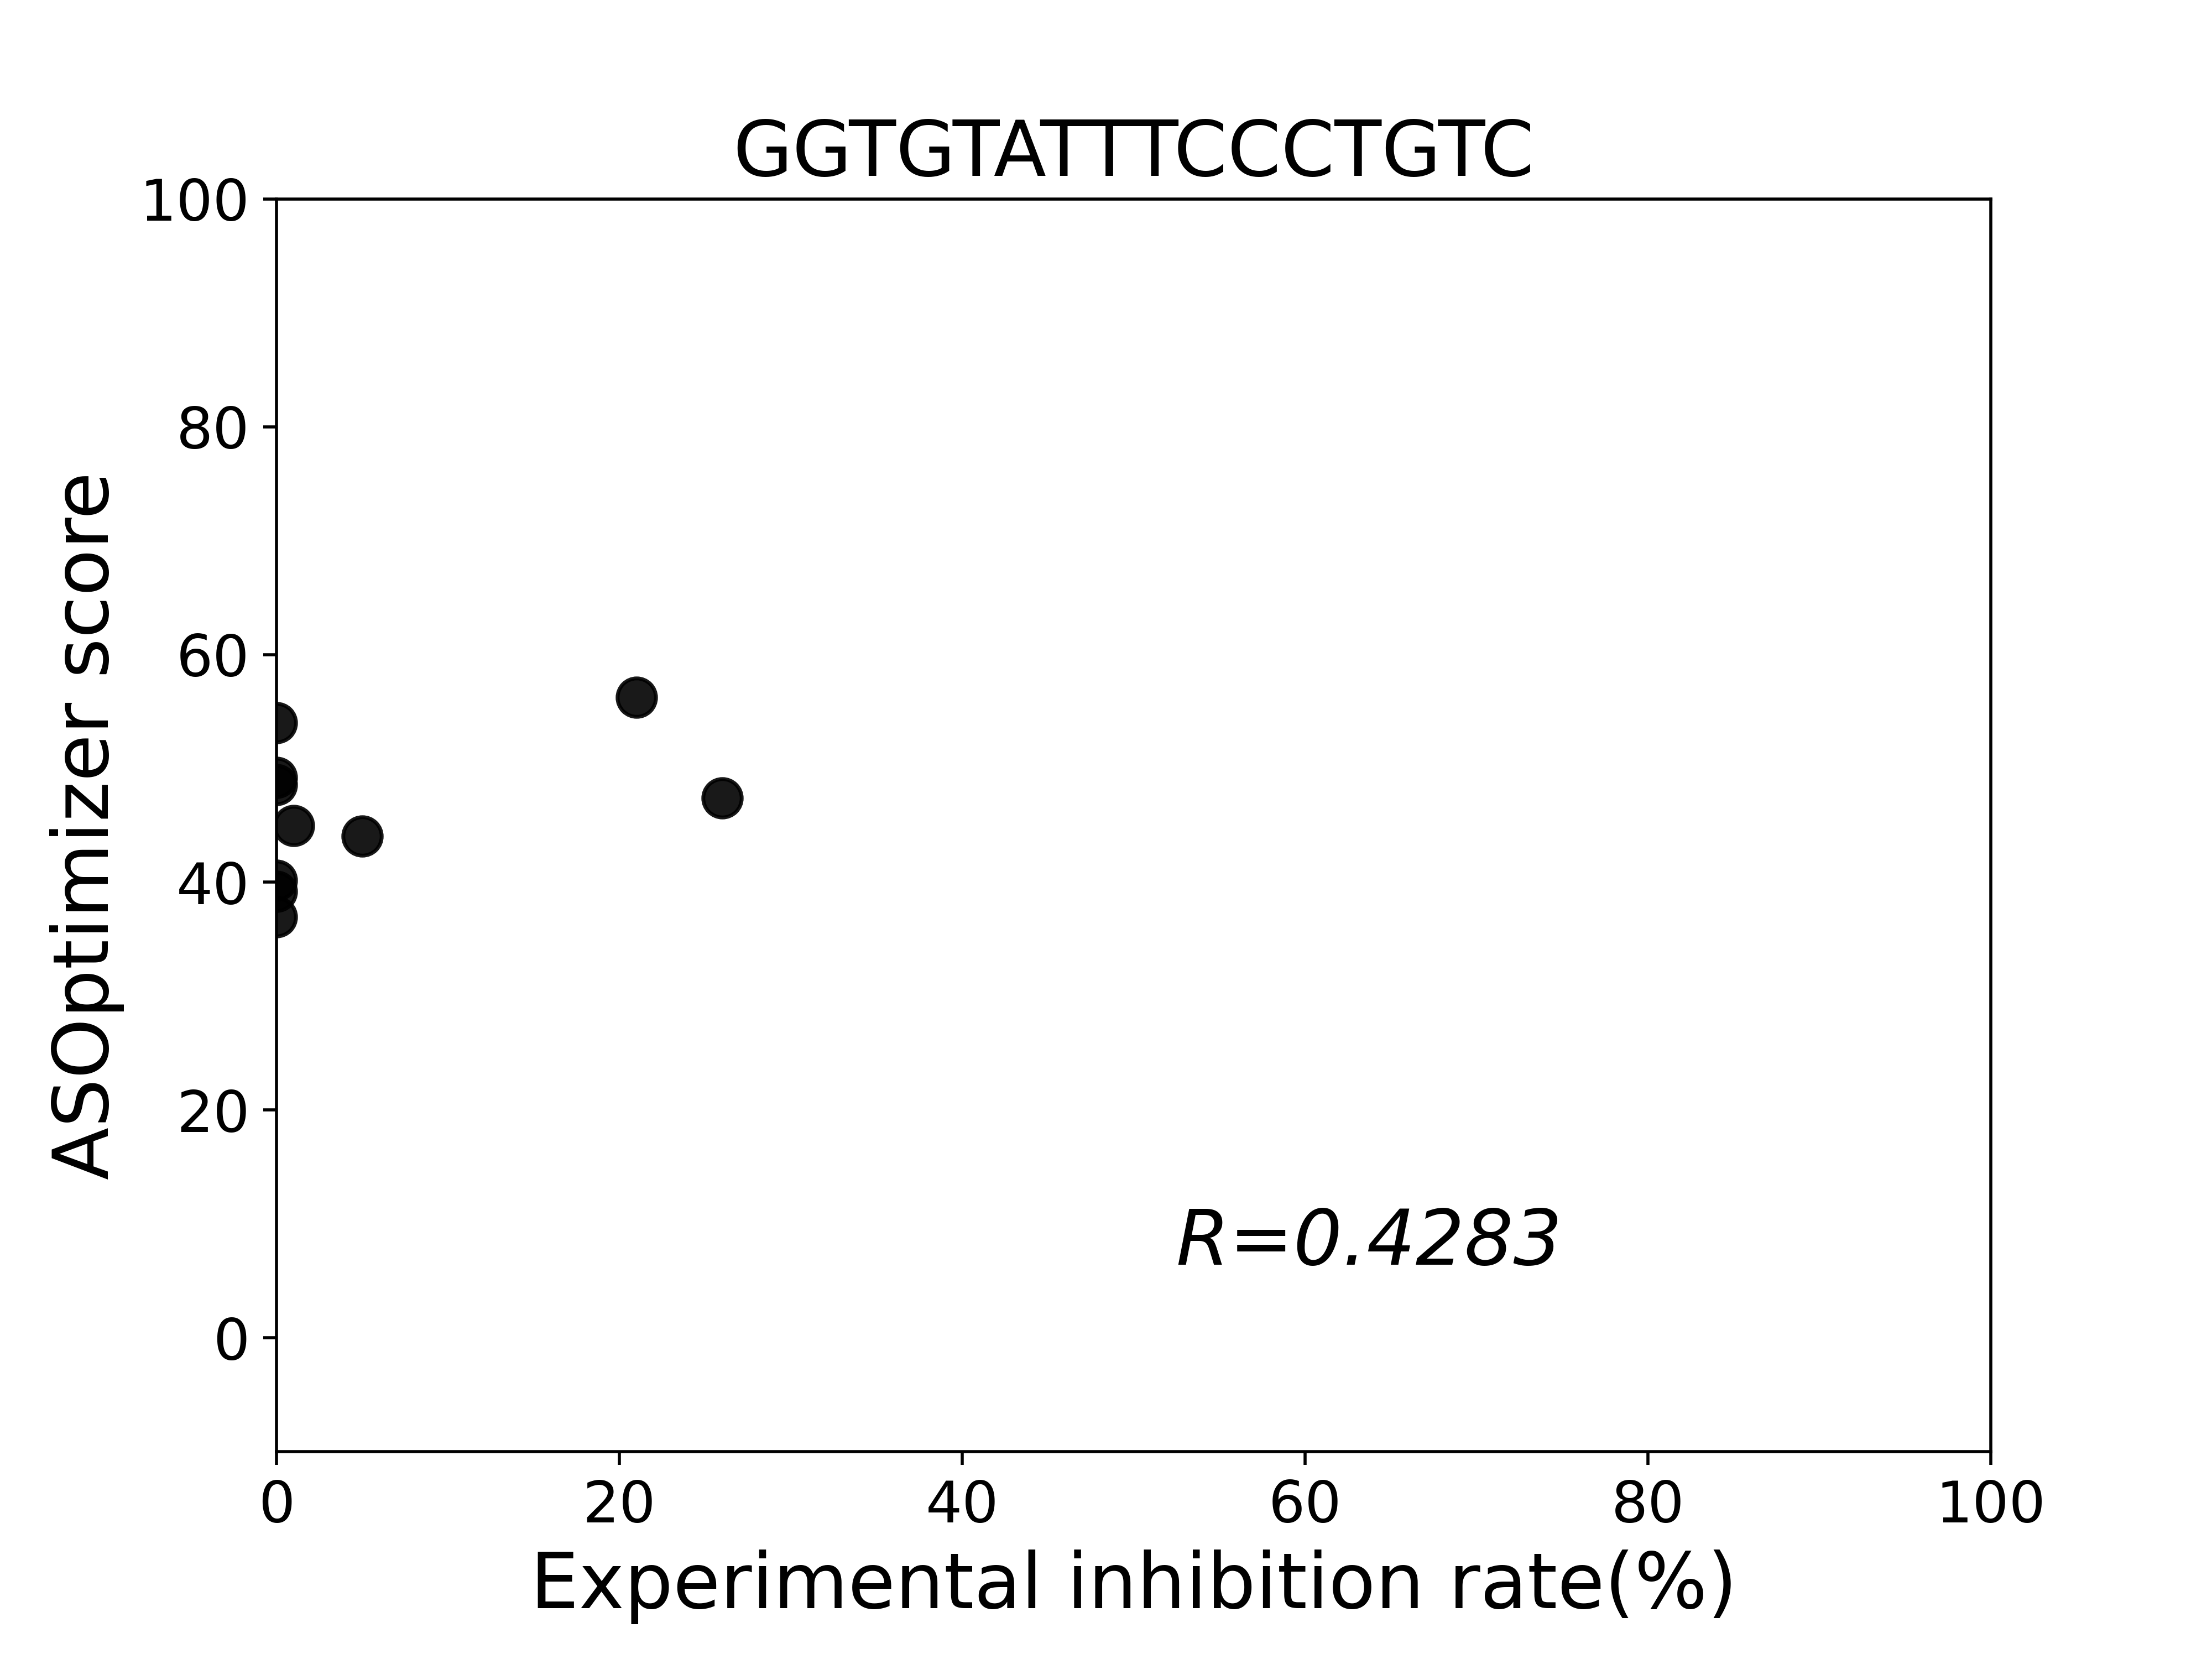 GGTGTATTTCCCTGTC
100
80
60
40
20
0
ASOptimizer score
R=0.4283
0 20 40 60 80 100
Experimental inhibition rate(%)